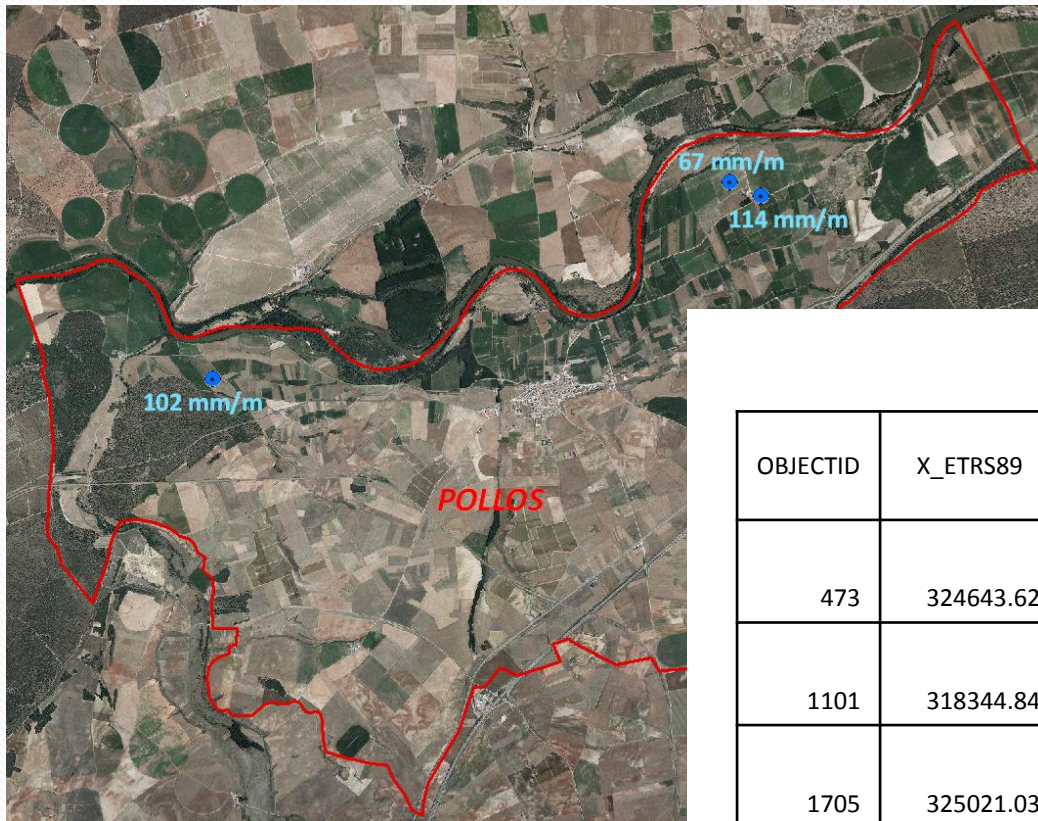 67 mm/m
114 mm/m
102 mm/m
POLLOS
OBJECTID X_ETRS89
473 324643.62
1101 318344.84
1705 325021.03